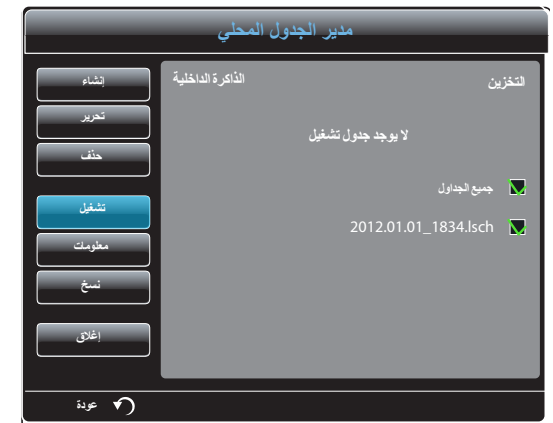 مدير الجدول المحلي
التخزين الذاكرة الداخلية
لا يوجد جدول تشغيل
جميع الجداول
2012.01.01_1834.lsch
إنشاء
تحرير
حذف
تشغيل
معلومات
نسخ
إغلاق
عودة